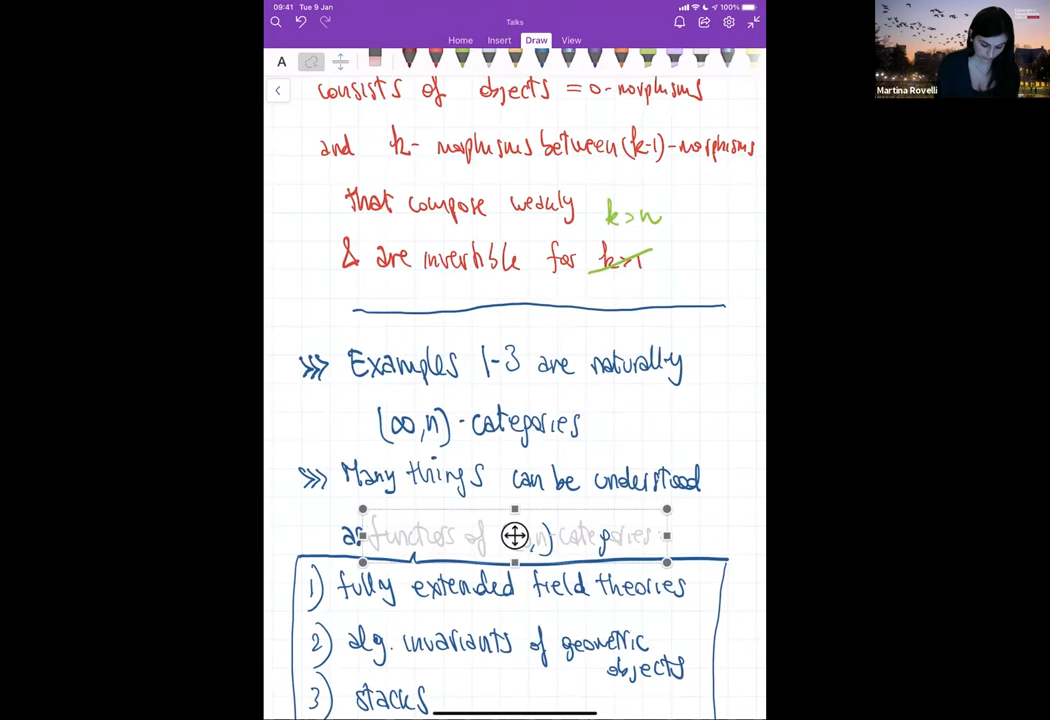 09:41 Tue 9 Jan
100%
Talks
Home Insert Draw View
A
consists of objects = 0-morphisms
and k-morphisms between (k-1)-morphisms
that compose weakly k>n
& are invertible for k>1
>>> Examples 1-3 are naturally
(∞,n)-categories
>>> Many things can be understood
as functors of ,n)-categories
1) fully extended field theories
2) alg. invariants of geometric
objects
3) stacks
Martina Rovelli